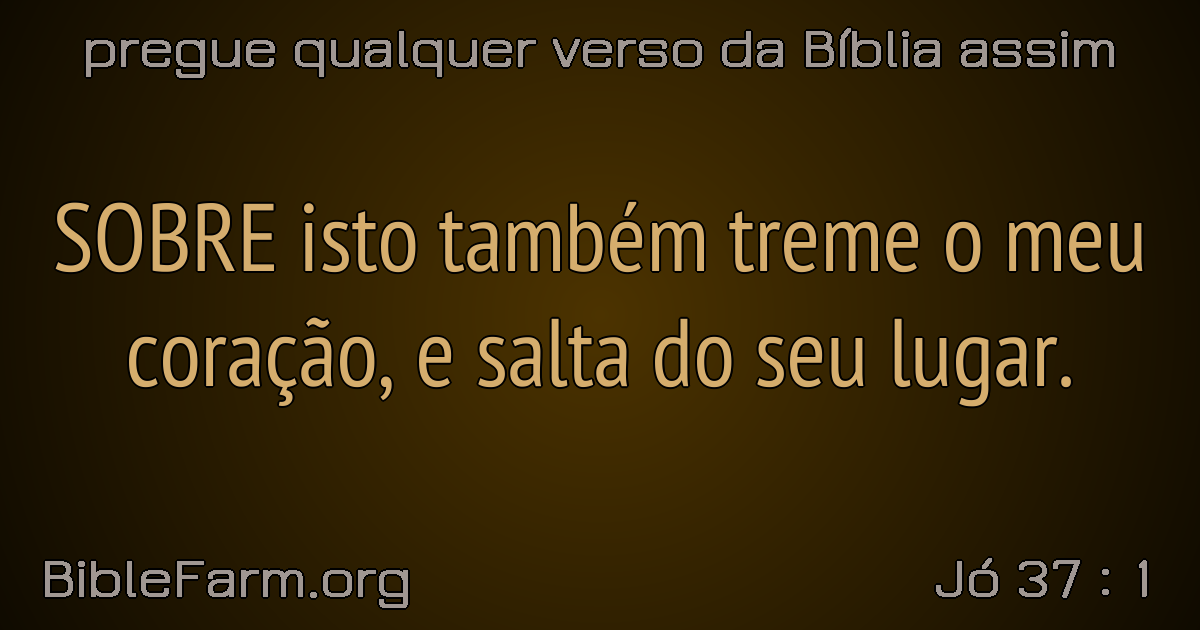 pregue qualquer verso da Bíblia assim
SOBRE isto também treme o meu
coração, e salta do seu lugar.
BibleFarm.org
Jó 37 : 1